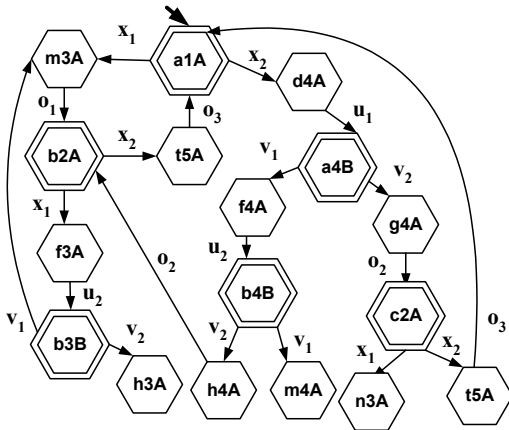 x₁
m3A
a1A
x₂
d4A
o₁
o₃
u₁
b2A
x₂
t5A
v₁
a4B
v₂
x₁
f4A
g4A
f3A
u₂
o₂
o₂
u₂
b4B
c2A
v₁
b3B
v₂
v₂
v₁
x₁
x₂
o₃
h3A
h4A
m4A
n3A
t5A